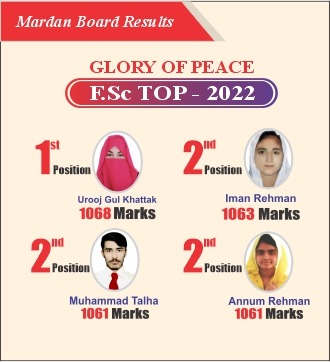 Mardan Board Results
GLORY OF PEACE
F.Sc TOP - 2022
1st Position
Urooj Gul Khattak
1068 Marks
2nd Position
Iman Rehman
1063 Marks
2nd Position
Muhammad Talha
1061 Marks
2nd Position
Annum Rehman
1061 Marks